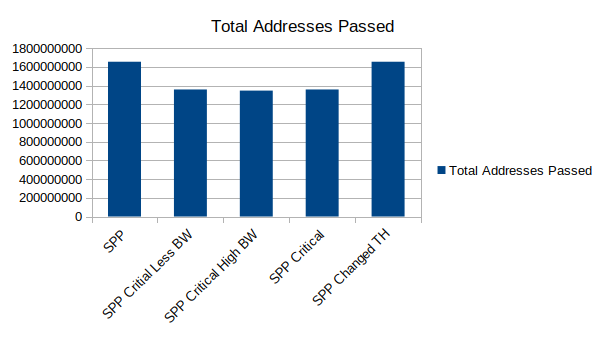 Total Addresses Passed
1800000000
1600000000
1400000000
1200000000
1000000000
800000000
600000000
400000000
200000000
0
Total Addresses Passed
SPP
SPP Critial Less BW
SPP Critical High BW
SPP Critical
SPP Changed TH